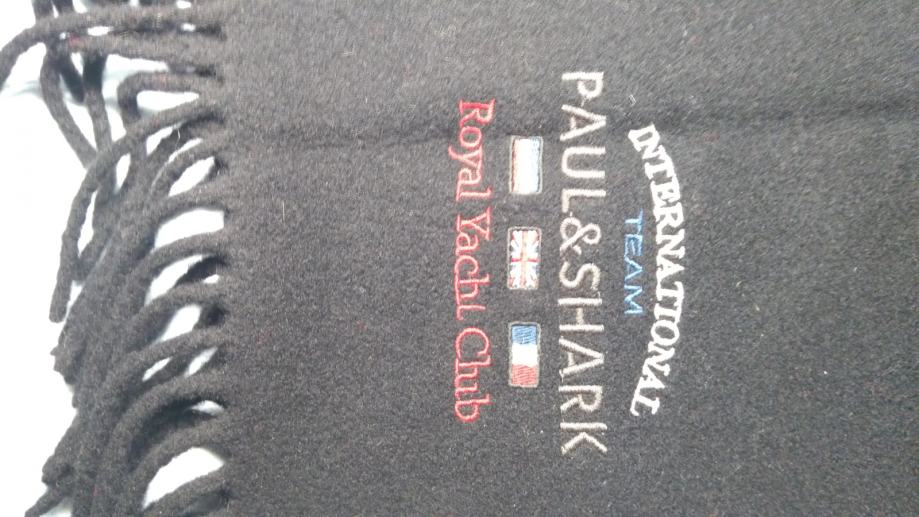 INTERNATIONAL
TEAM
PAUL&SHARK
Royal Yacht Club